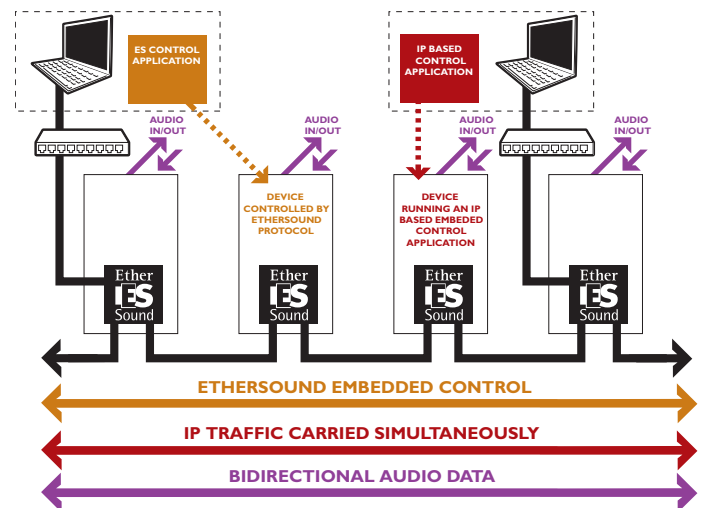 ES CONTROL
APPLICATION
IP BASED
CONTROL
APPLICATION
AUDIO
IN/OUT
AUDIO
IN/OUT
AUDIO
IN/OUT
AUDIO
IN/OUT
DEVICE
CONTROLLED BY
ETHERSOUND
PROTOCOL
DEVICE
RUNNING AN IP
BASED EMBEDED
CONTROL
APPLICATION
Ether
ES
Sound
Ether
ES
Sound
Ether
ES
Sound
Ether
ES
Sound
ETHERSOUND EMBEDDED CONTROL
IP TRAFFIC CARRIED SIMULTANEOUSLY
BIDIRECTIONAL AUDIO DATA